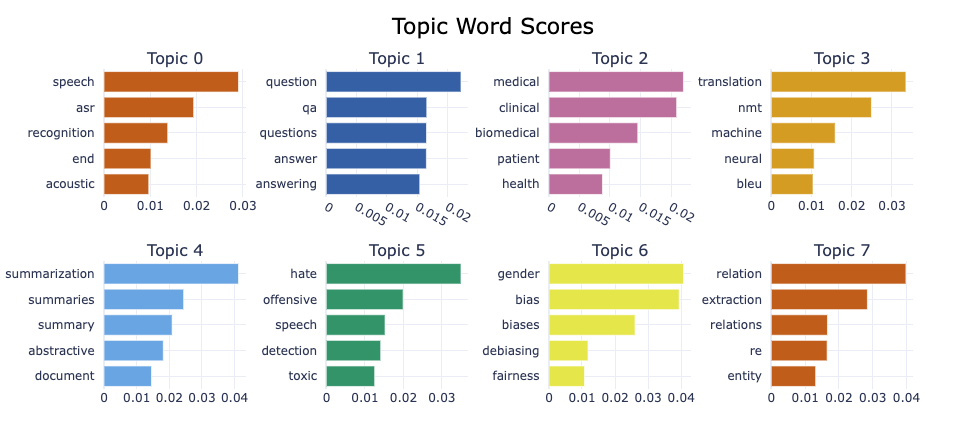 Topic Word Scores
Topic 0
speech
asr
recognition
end
acoustic
0 0.01 0.02 0.03
Topic 1
question
qa
questions
answer
answering
0 0.005 0.01 0.015 0.02
Topic 2
medical
clinical
biomedical
patient
health
0 0.005 0.01 0.015 0.02
Topic 3
translation
nmt
machine
neural
bleu
0 0.01 0.02 0.03
Topic 4
summarization
summaries
summary
abstractive
document
0 0.01 0.02 0.03 0.04
Topic 5
hate
offensive
speech
detection
toxic
0 0.01 0.02 0.03
Topic 6
gender
bias
biases
debiasing
fairness
0 0.01 0.02 0.03 0.04
Topic 7
relation
extraction
relations
re
entity
0 0.01 0.02 0.03 0.04